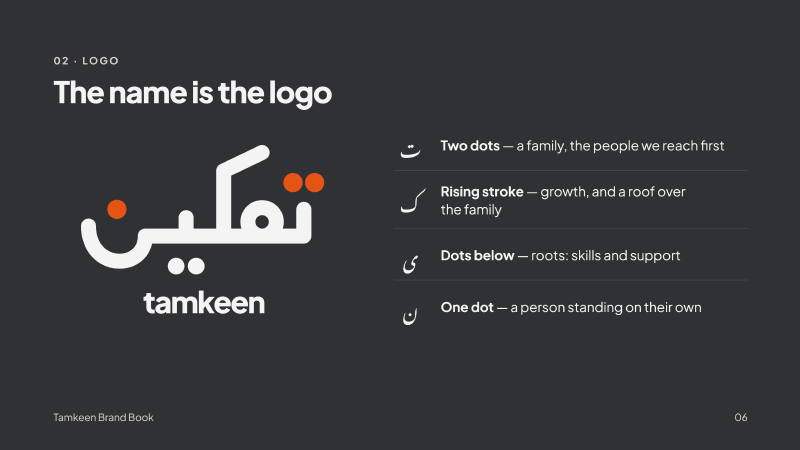 02 · LOGO
The name is the logo
تمكين
tamkeen
ت Two dots — a family, the people we reach first
ک Rising stroke — growth, and a roof over
the family
ی Dots below — roots: skills and support
ن One dot — a person standing on their own
Tamkeen Brand Book
06